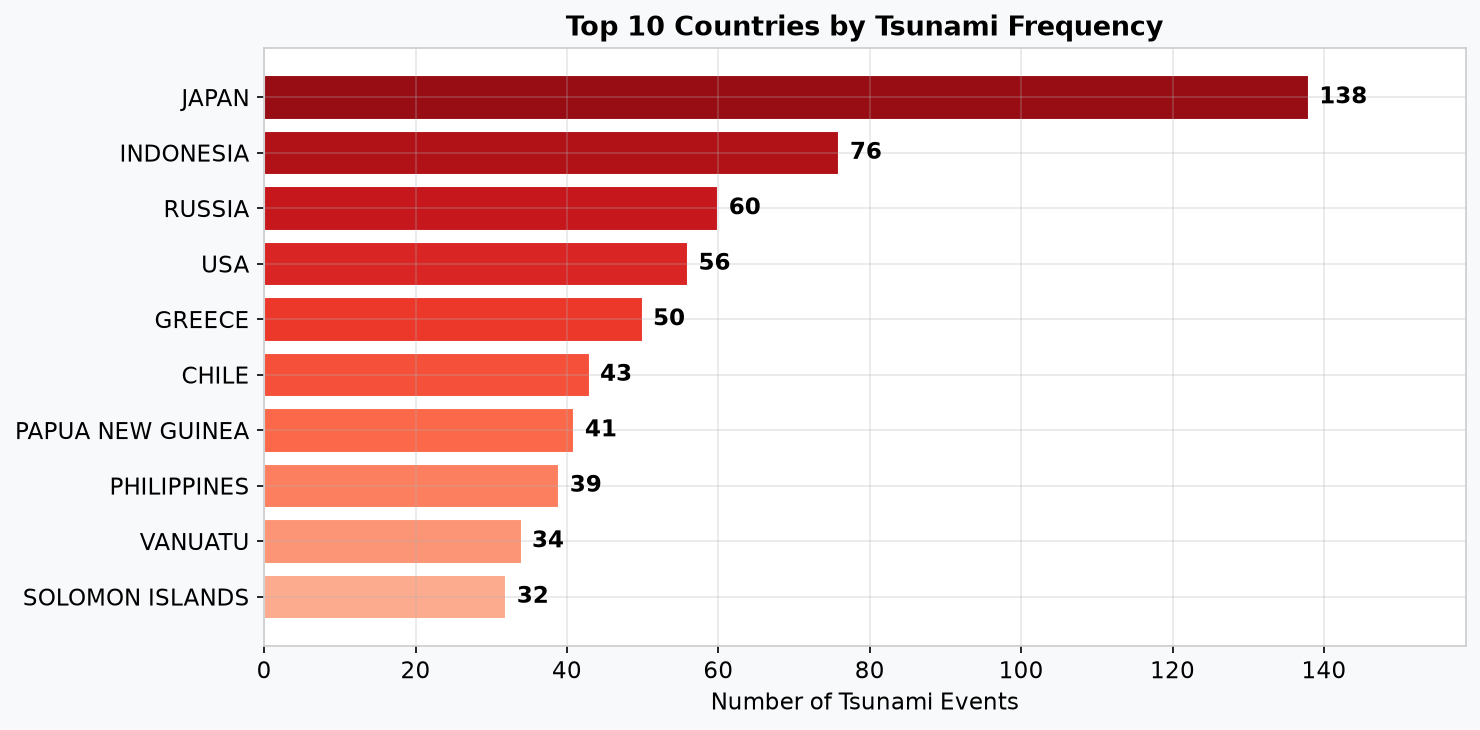 Top 10 Countries by Tsunami Frequency
JAPAN 138
INDONESIA 76
RUSSIA 60
USA 56
GREECE 50
CHILE 43
PAPUA NEW GUINEA 41
PHILIPPINES 39
VANUATU 34
SOLOMON ISLANDS 32
0 20 40 60 80 100 120 140
Number of Tsunami Events